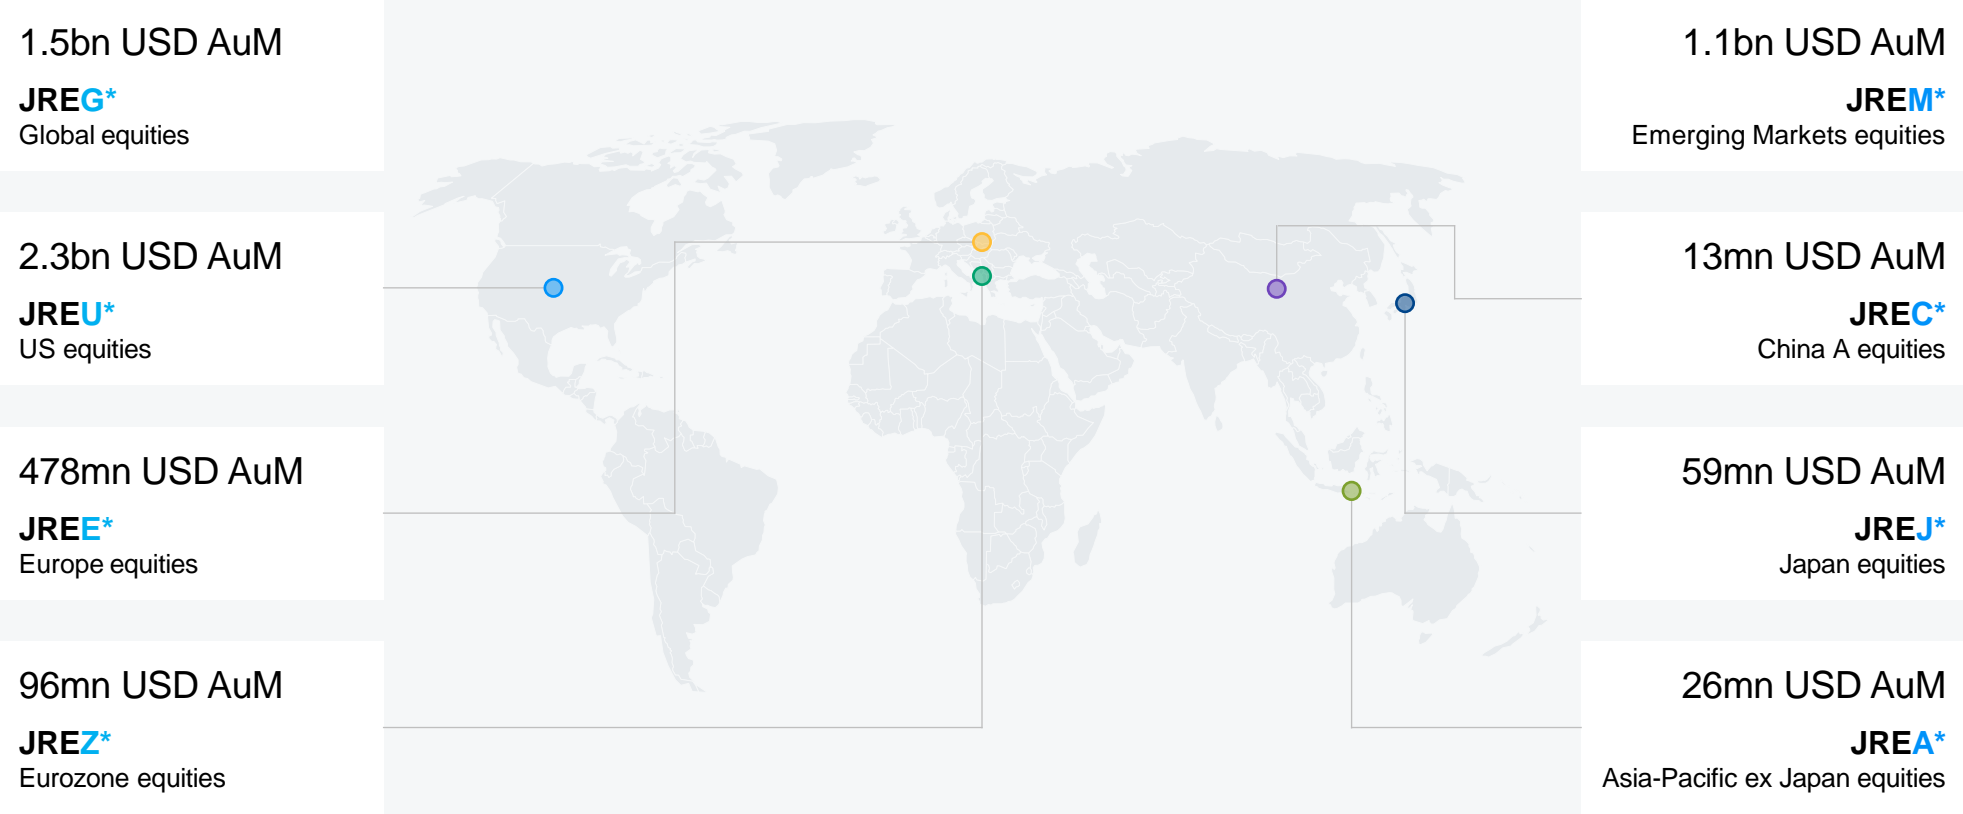 1.5bn USD AuM
JREG*
Global equities
2.3bn USD AuM
JREU*
US equities
478mn USD AuM
JREE*
Europe equities
96mn USD AuM
JREZ*
Eurozone equities
1.1bn USD AuM
JREM*
Emerging Markets equities
13mn USD AuM
JREC*
China A equities
59mn USD AuM
JREJ*
Japan equities
26mn USD AuM
JREA*
Asia-Pacific ex Japan equities